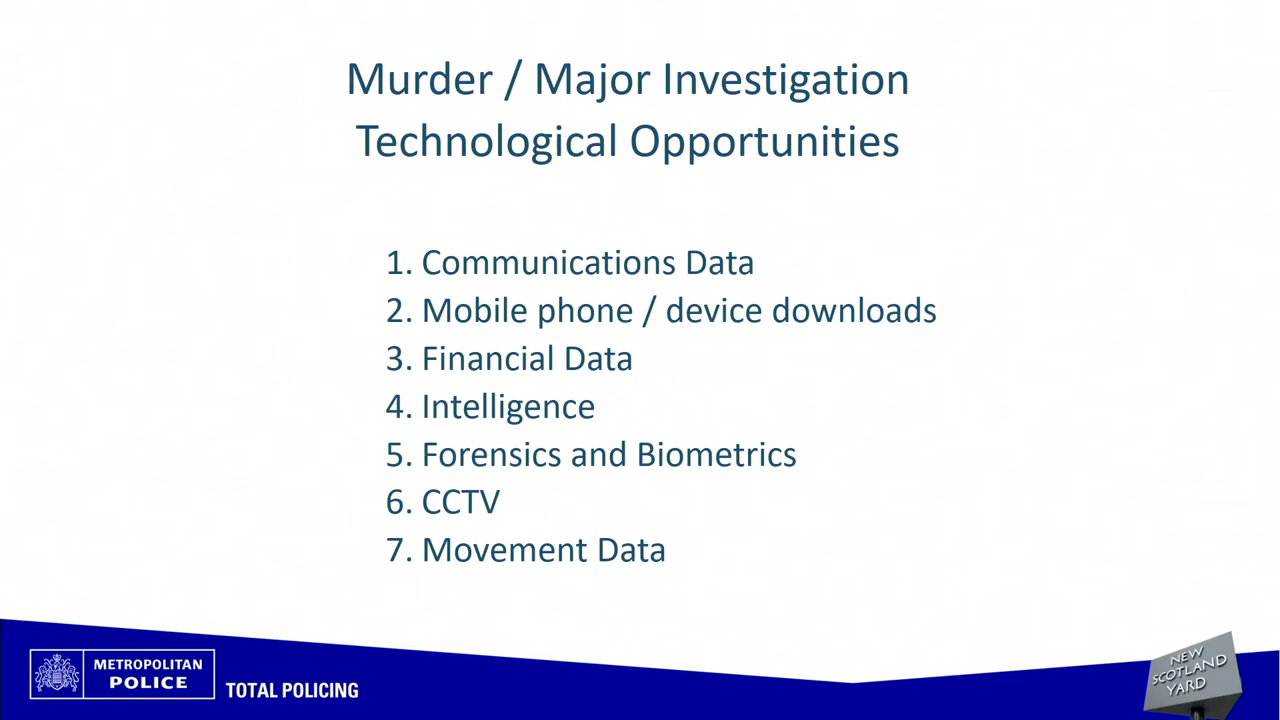 Murder / Major Investigation
Technological Opportunities
1. Communications Data
2. Mobile phone / device downloads
3. Financial Data
4. Intelligence
5. Forensics and Biometrics
6. CCTV
7. Movement Data
METROPOLITAN
POLICE
TOTAL POLICING
NEW
SCOTLAND
YARD